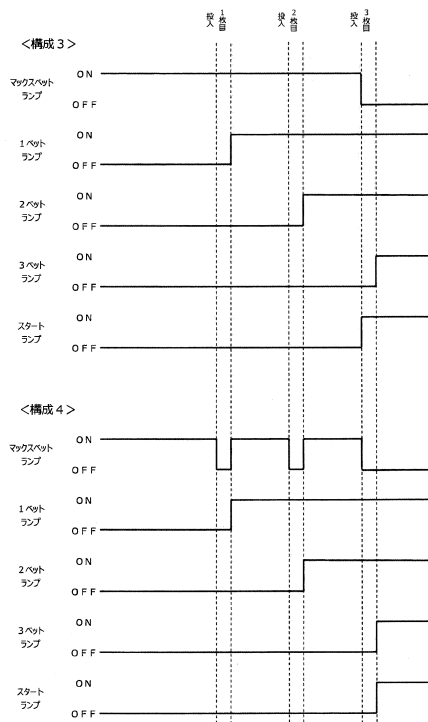 1枚目
投入
2枚目
投入
3枚目
投入
<構成3>
マックスベット
ランプ
ON
OFF
1ベット
ランプ
ON
OFF
2ベット
ランプ
ON
OFF
3ベット
ランプ
ON
OFF
スタート
ランプ
ON
OFF
<構成4>
マックスベット
ランプ
ON
OFF
1ベット
ランプ
ON
OFF
2ベット
ランプ
ON
OFF
3ベット
ランプ
ON
OFF
スタート
ランプ
ON
OFF